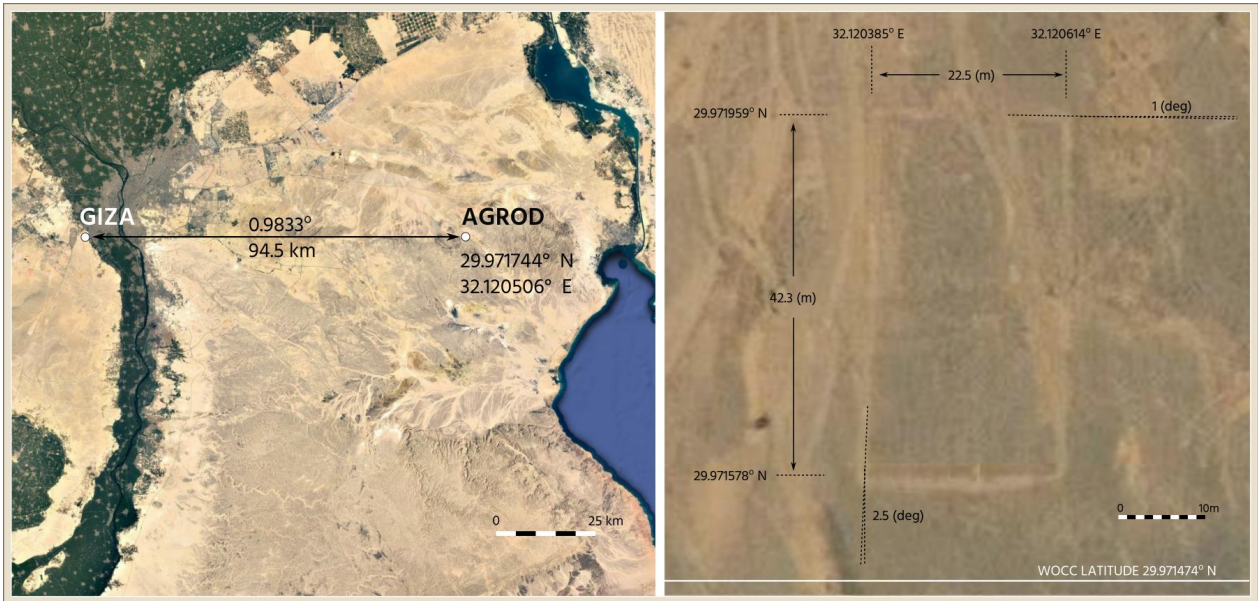 GIZA
AGROD
0.9833° 
94.5 km
29.971744° N
32.120506° E
0 25 km
32.120385° E 32.120614° E
22.5 (m)
1 (deg)
29.971959° N
42.3 (m)
29.971578° N
2.5 (deg)
0 10m
WOCC LATITUDE 29.971474° N